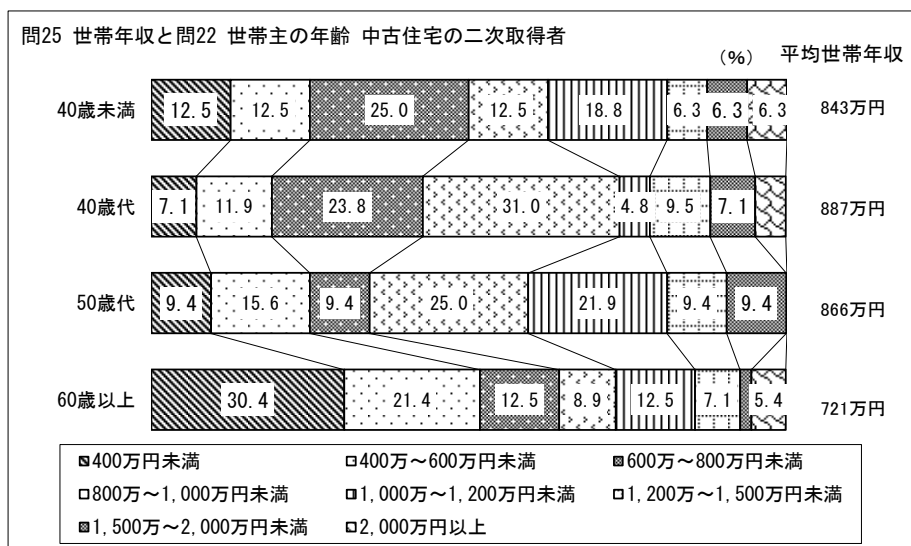 問25 世帯年収と問22 世帯主の年齢 中古住宅の二次取得者
(%) 平均世帯年収
40歳未満 12.5 12.5 25.0 12.5 18.8 6.3 6.3 6.3 843万円
40歳代 7.1 11.9 23.8 31.0 4.8 9.5 7.1 887万円
50歳代 9.4 15.6 9.4 25.0 21.9 9.4 9.4 866万円
60歳以上 30.4 21.4 12.5 8.9 12.5 7.1 5.4 721万円
400万円未満 400万～600万円未満 600万～800万円未満
800万～1,000万円未満 1,000万～1,200万円未満 1,200万～1,500万円未満
1,500万～2,000万円未満 2,000万円以上